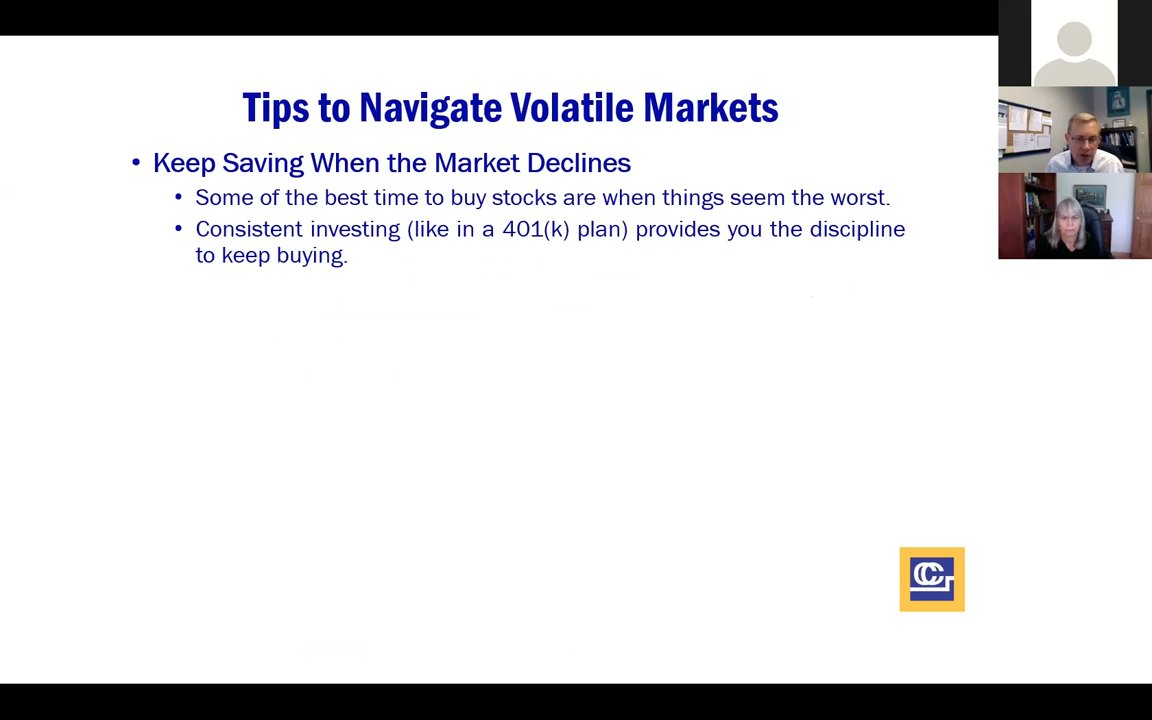 Tips to Navigate Volatile Markets
• Keep Saving When the Market Declines
• Some of the best time to buy stocks are when things seem the worst.
• Consistent investing (like in a 401(k) plan) provides you the discipline
to keep buying.